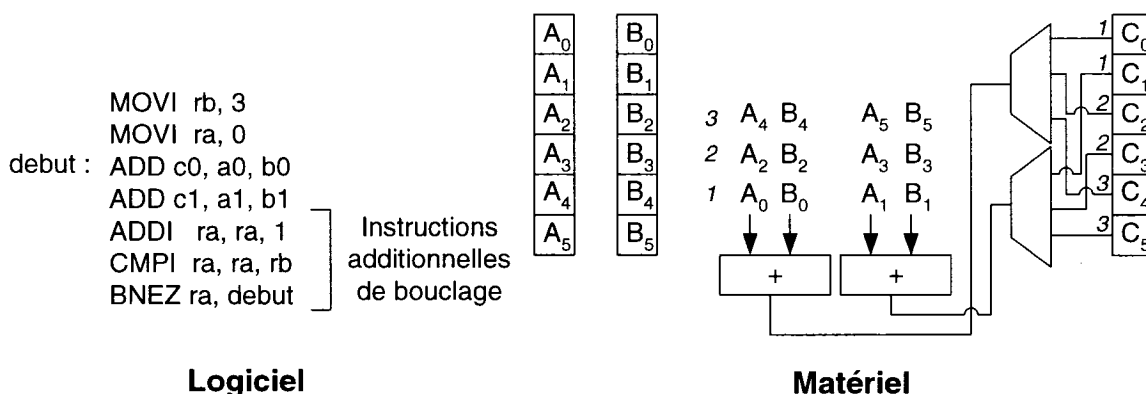 MOVI rb, 3
MOVI ra, 0
debut : ADD c0, a0, b0
ADD c1, a1, b1
ADDI ra, ra, 1
CMPI ra, ra, rb
BNEZ ra, debut
Instructions
additionnelles
de bouclage
Logiciel
A0
A1
A2
A3
A4
A5
B0
B1
B2
B3
B4
B5
3 A4 B4 A5 B5
2 A2 B2 A3 B3
1 A0 B0 A1 B1
+ +
1 C0
1 C1
2 C2
2 C3
3 C4
3 C5
Matériel